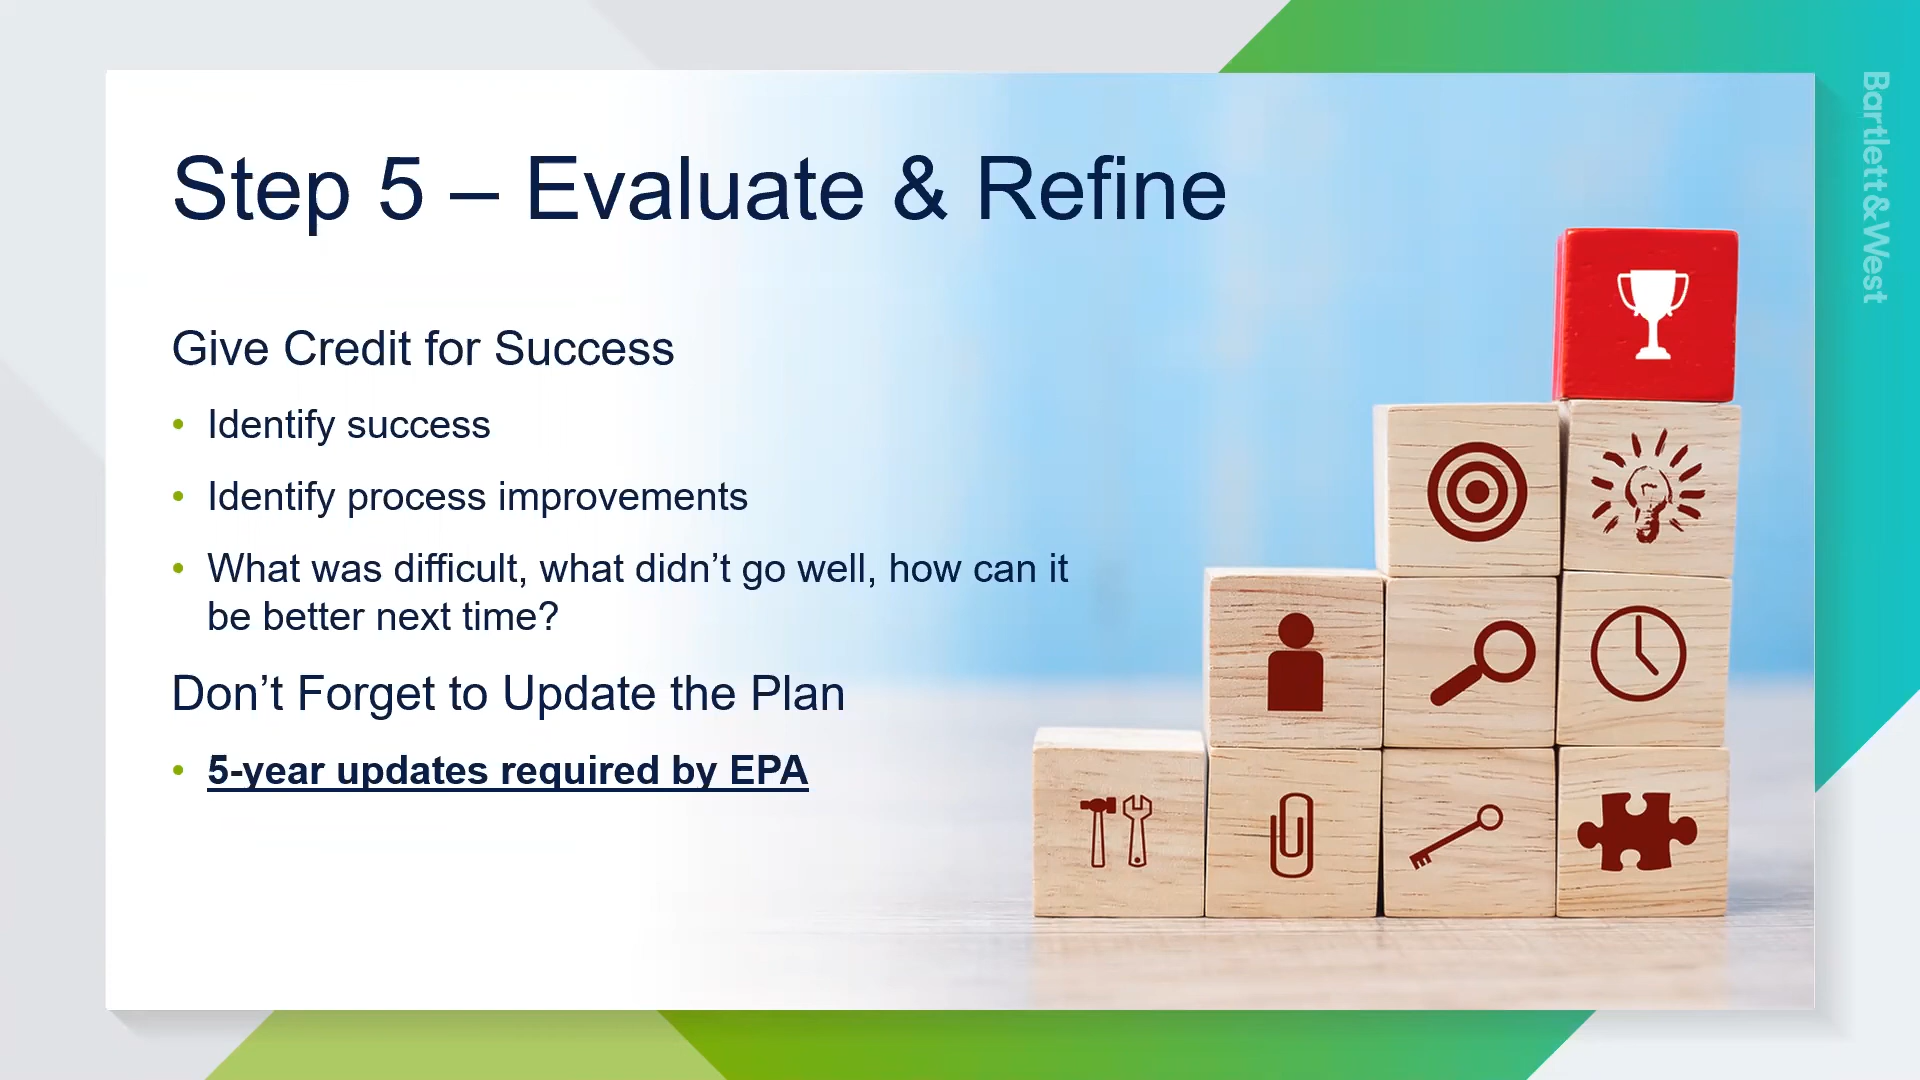 Step 5 – Evaluate & Refine
Give Credit for Success
• Identify success
• Identify process improvements
• What was difficult, what didn’t go well, how can it
be better next time?
Don’t Forget to Update the Plan
• 5-year updates required by EPA
Bartlett&West